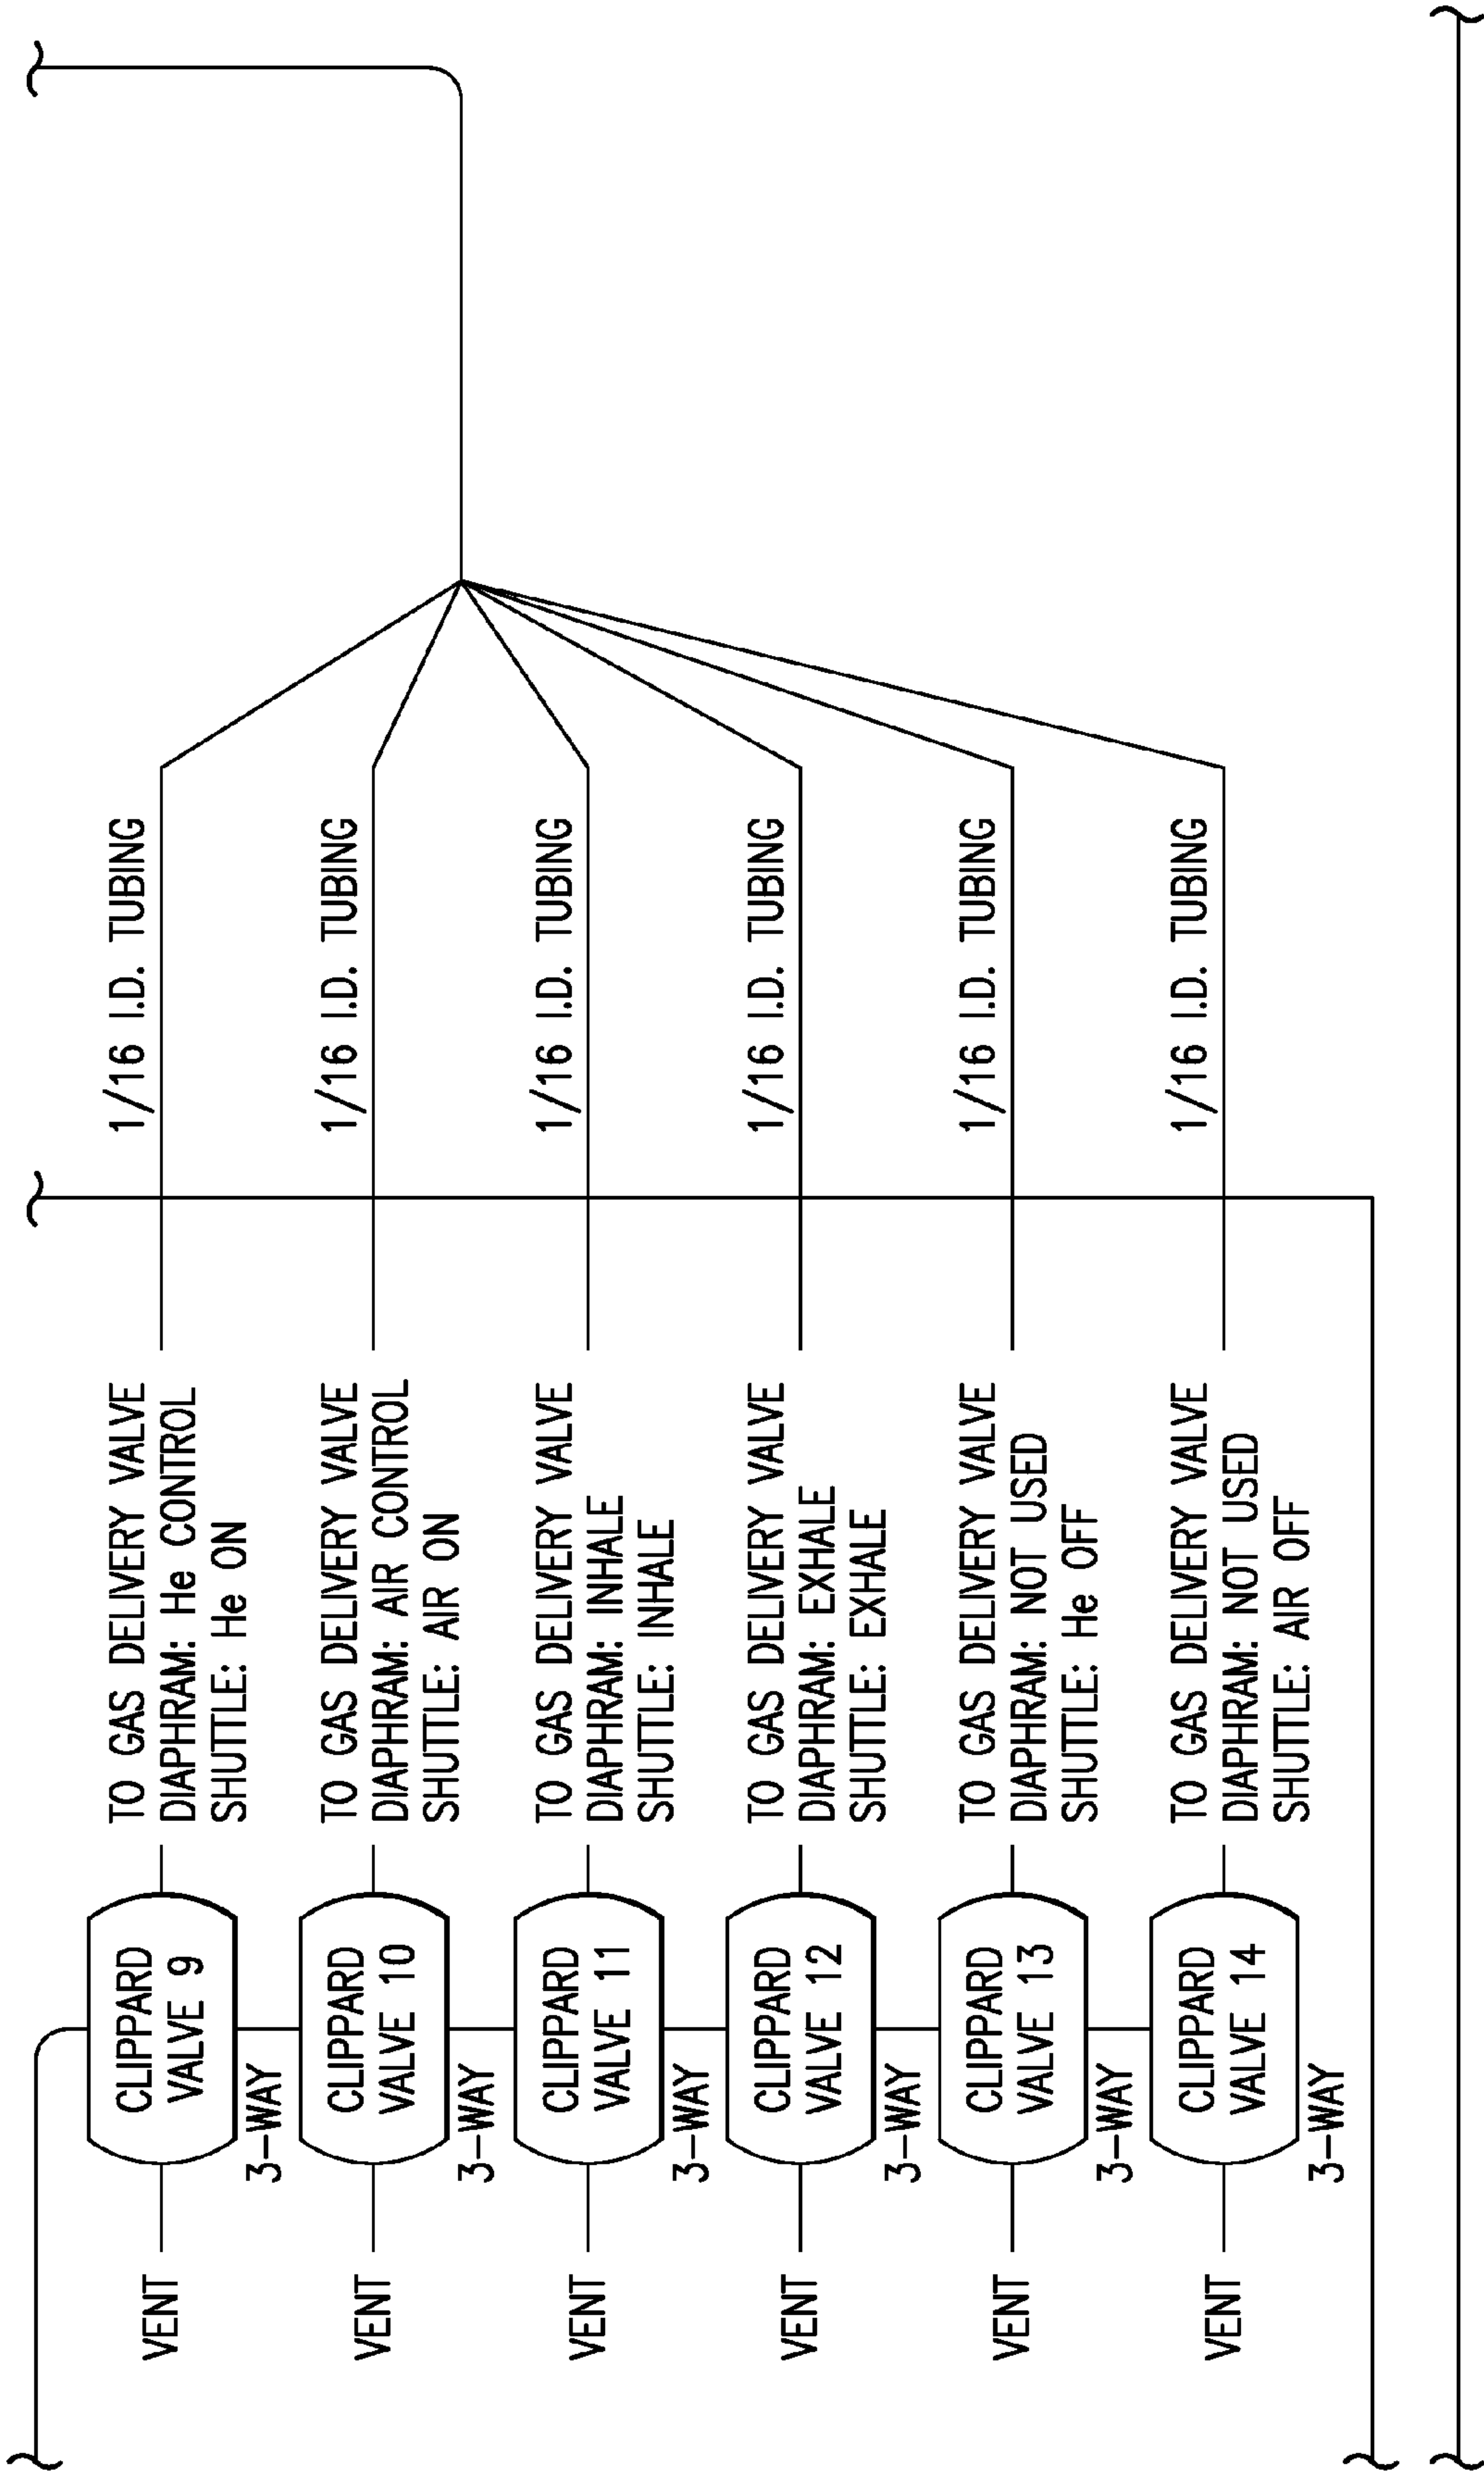 VENT
CLIPPARD
VALVE 9
3-WAY
TO GAS DELIVERY VALVE
DIAPHRAM: He CONTROL
SHUTTLE: He ON
1/16 I.D. TUBING
VENT
CLIPPARD
VALVE 10
3-WAY
TO GAS DELIVERY VALVE
DIAPHRAM: AIR CONTROL
SHUTTLE: AIR ON
1/16 I.D. TUBING
VENT
CLIPPARD
VALVE 11
3-WAY
TO GAS DELIVERY VALVE
DIAPHRAM: INHALE
SHUTTLE: INHALE
1/16 I.D. TUBING
VENT
CLIPPARD
VALVE 12
3-WAY
TO GAS DELIVERY VALVE
DIAPHRAM: EXHALE
SHUTTLE: EXHALE
1/16 I.D. TUBING
VENT
CLIPPARD
VALVE 13
3-WAY
TO GAS DELIVERY VALVE
DIAPHRAM: NOT USED
SHUTTLE: He OFF
1/16 I.D. TUBING
VENT
CLIPPARD
VALVE 14
3-WAY
TO GAS DELIVERY VALVE
DIAPHRAM: NOT USED
SHUTTLE: AIR OFF
1/16 I.D. TUBING